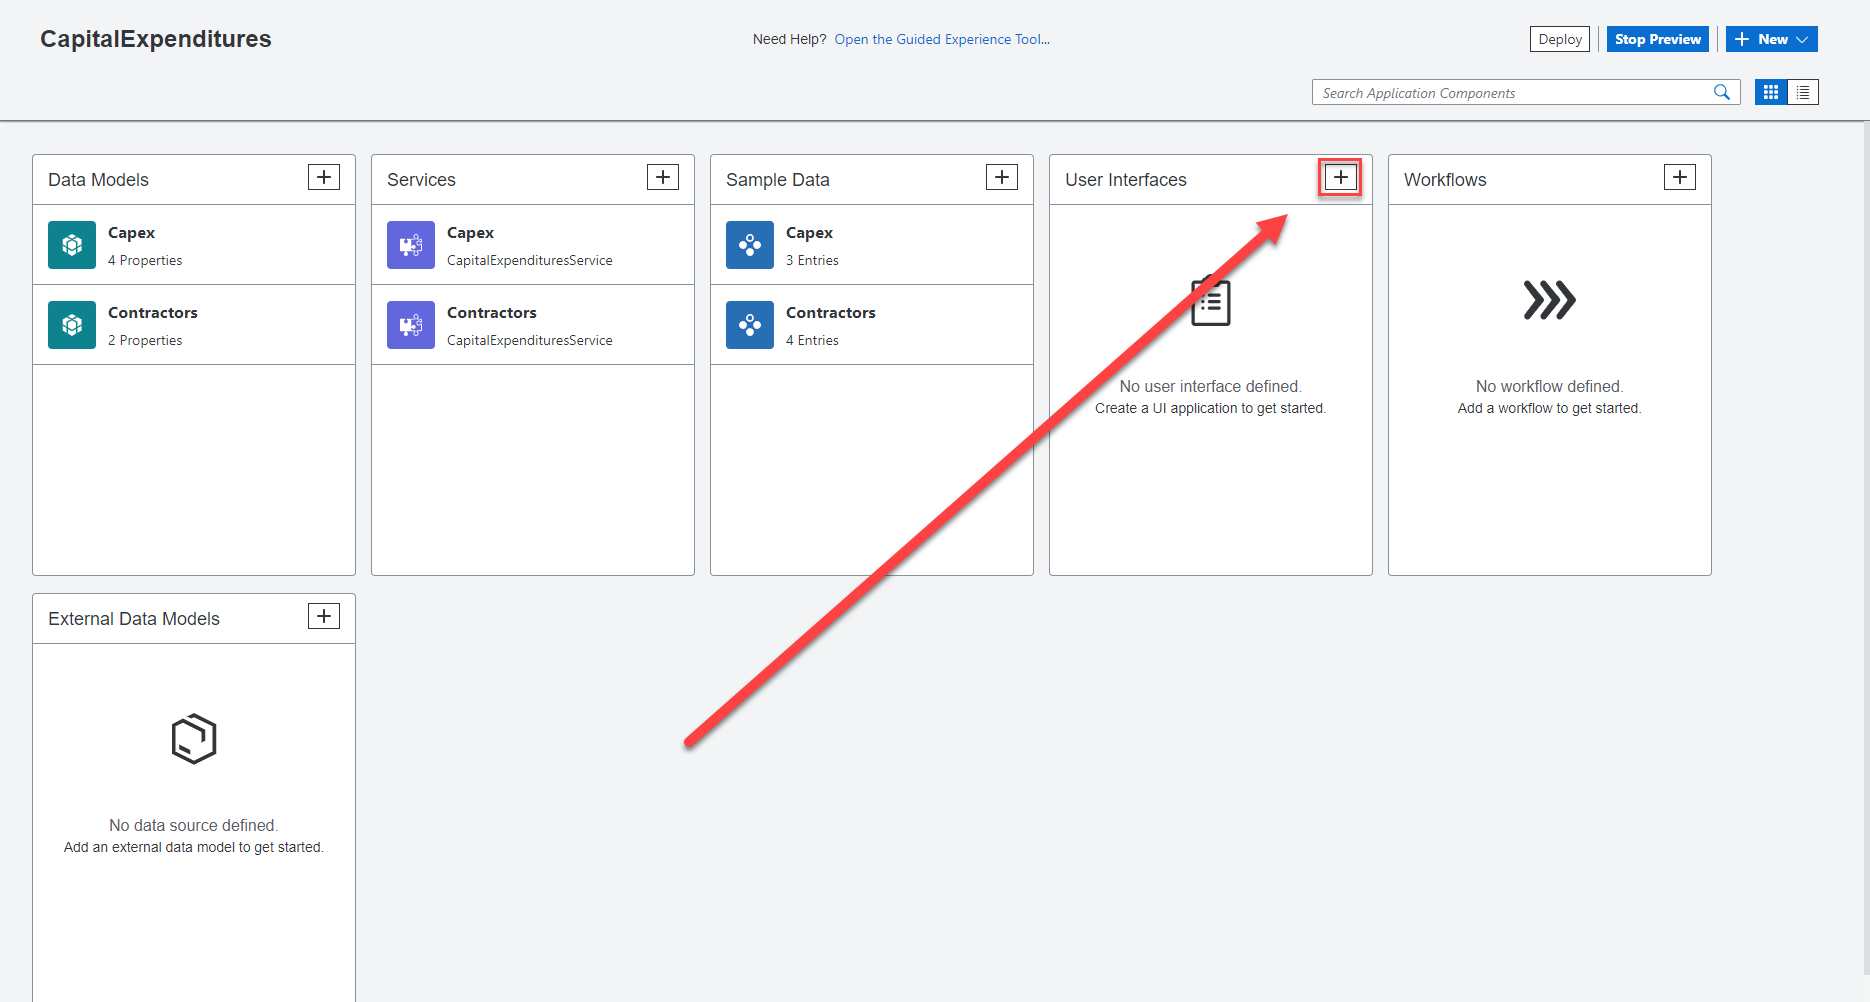 CapitalExpenditures
Need Help? Open the Guided Experience Tool...
Deploy
Stop Preview
New
Search Application Components
Data Models
Capex
4 Properties
Contractors
2 Properties
Services
Capex
CapitalExpendituresService
Contractors
CapitalExpendituresService
Sample Data
Capex
3 Entries
Contractors
4 Entries
User Interfaces
No user interface defined.
Create a UI application to get started.
Workflows
No workflow defined.
Add a workflow to get started.
External Data Models
No data source defined.
Add an external data model to get started.